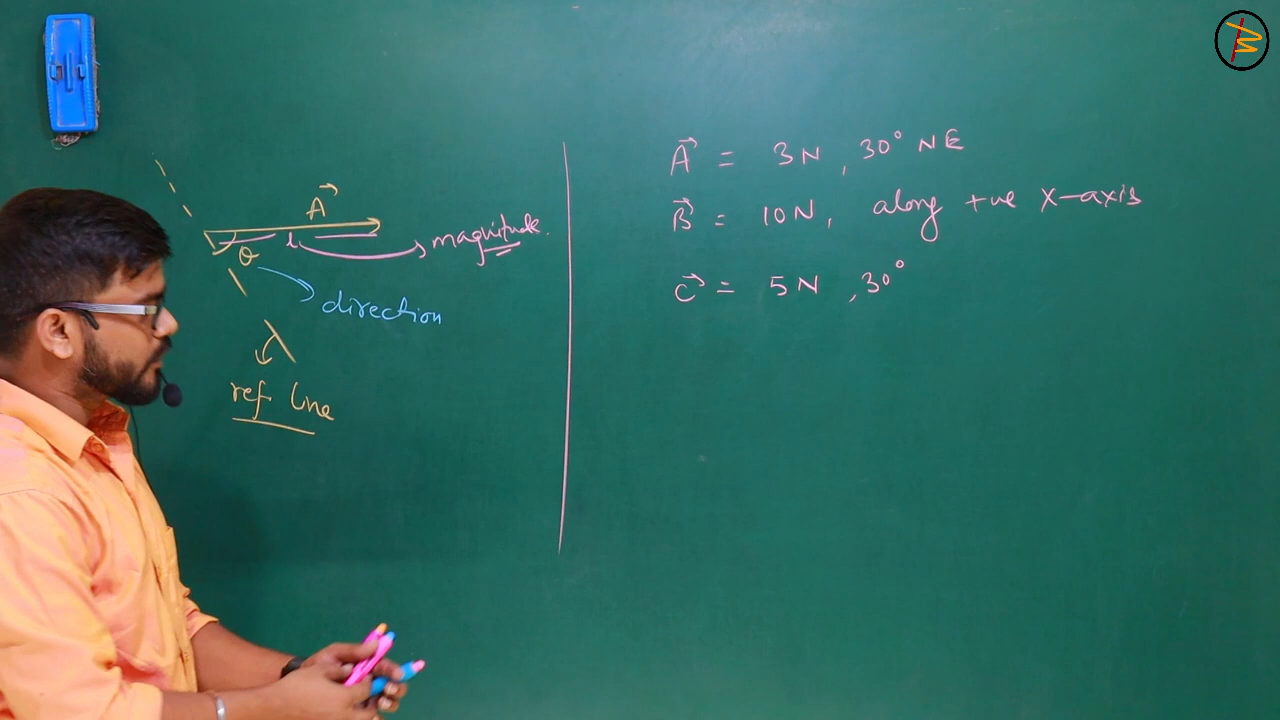 A⃗
θ
l
magnitude.
direction
ref line
A⃗ = 3N, 30° NE
B⃗ = 10N, along +ve X-axis
C⃗ = 5N, 30°